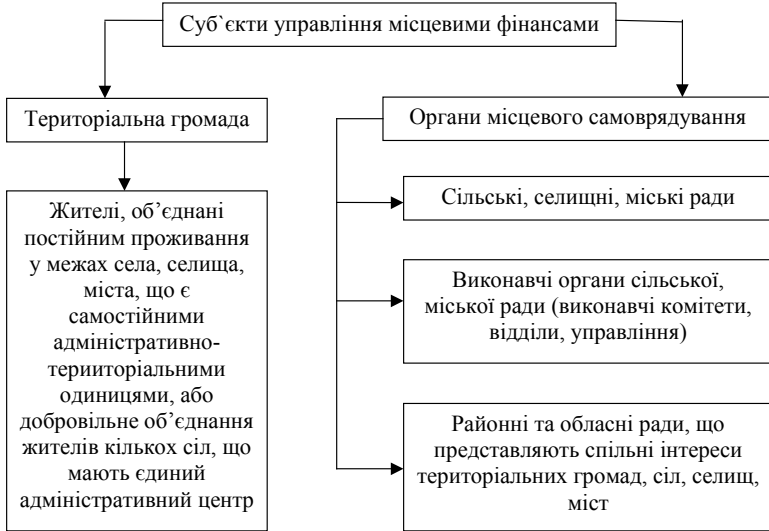 Суб`єкти управління місцевими фінансами
Територіальна громада
Органи місцевого самоврядування
Жителі, об’єднані
постійним проживання
у межах села, селища,
міста, що є
самостійними
адміністративно-
терииторіальними
одиницями, або
добровільне об’єднання
жителів кількох сіл, що
мають єдиний
адміністративний центр
Сільські, селищні, міські ради
Виконавчі органи сільської,
міської ради (виконавчі комітети,
відділи, управління)
Районні та обласні ради, що
представляють спільні інтереси
територіальних громад, сіл, селищ,
міст